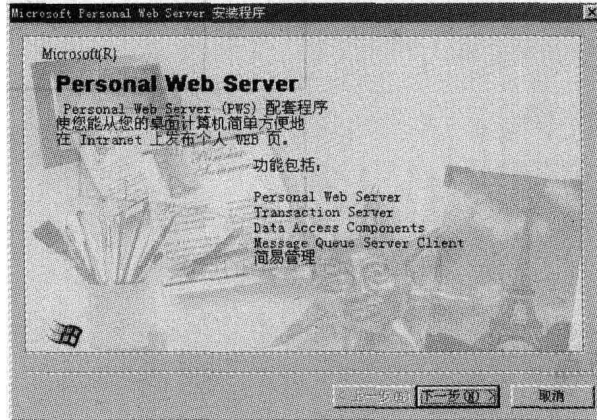 Microsoft Personal Web Server 安装程序
Microsoft(R)
Personal Web Server
Personal Web Server (PWS) 配套程序
使您能从您的桌面计算机简单方便地
在 Intranet 上发布个人 WEB 页。
功能包括:
Personal Web Server
Transaction Server
Data Access Components
Message Queue Server Client
简易管理
< 上一步(B) 下一步(N) > 取消